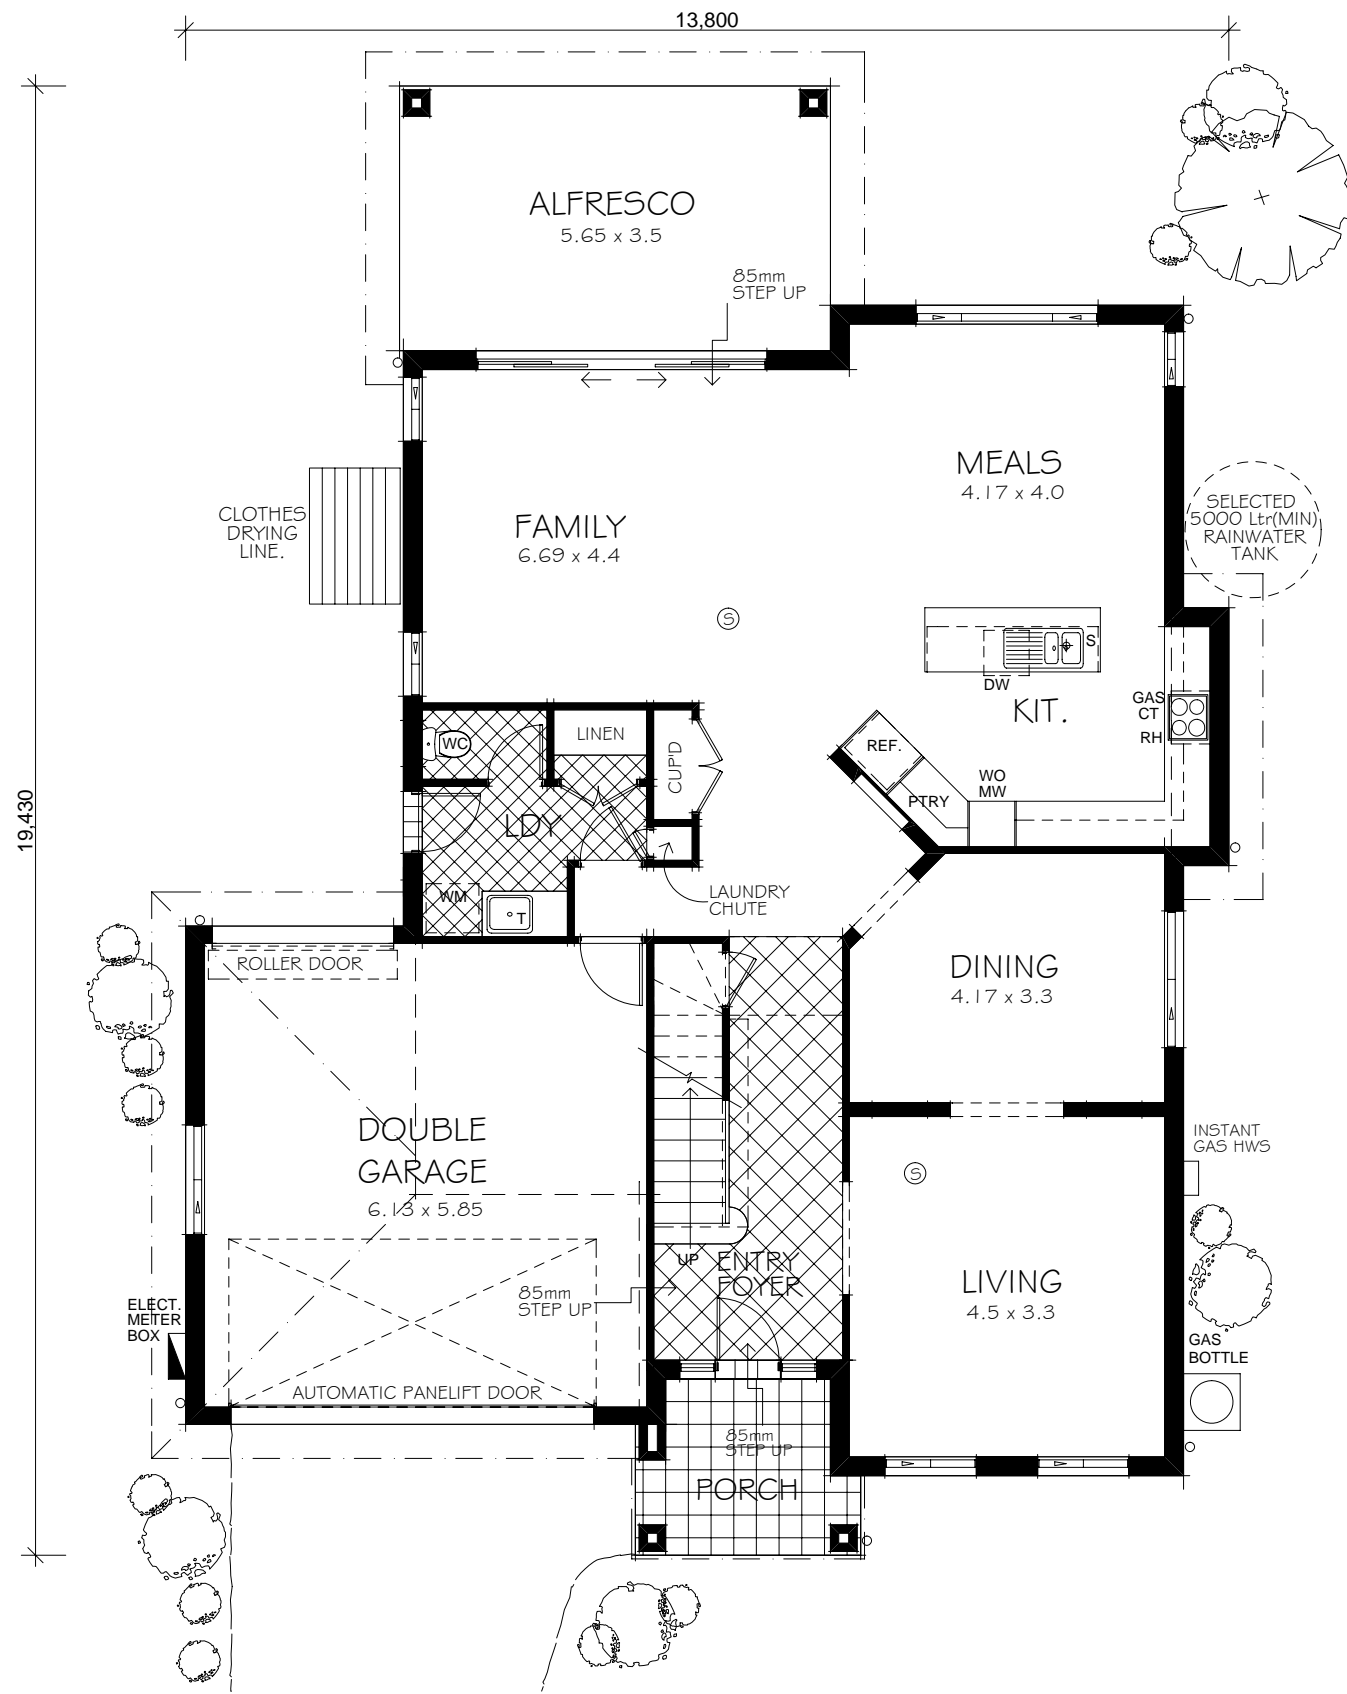 13,800
19,430
ALFRESCO
5.65 x 3.5
85mm
STEP UP
MEALS
4.17 x 4.0
CLOTHES
DRYING
LINE.
FAMILY
6.69 x 4.4
SELECTED
5000 Ltr(MIN)
RAINWATER
TANK
S
S
DW
KIT.
GAS
CT
RH
WC
LINEN
CUP'D
REF.
PTRY
WO
MW
LDY
WM
T
LAUNDRY
CHUTE
ROLLER DOOR
DINING
4.17 x 3.3
DOUBLE
GARAGE
6.13 x 5.85
INSTANT
GAS HWS
S
UP
ENTRY
FOYER
LIVING
4.5 x 3.3
85mm
STEP UP
ELECT.
METER
BOX
GAS
BOTTLE
AUTOMATIC PANELIFT DOOR
85mm
STEP UP
PORCH